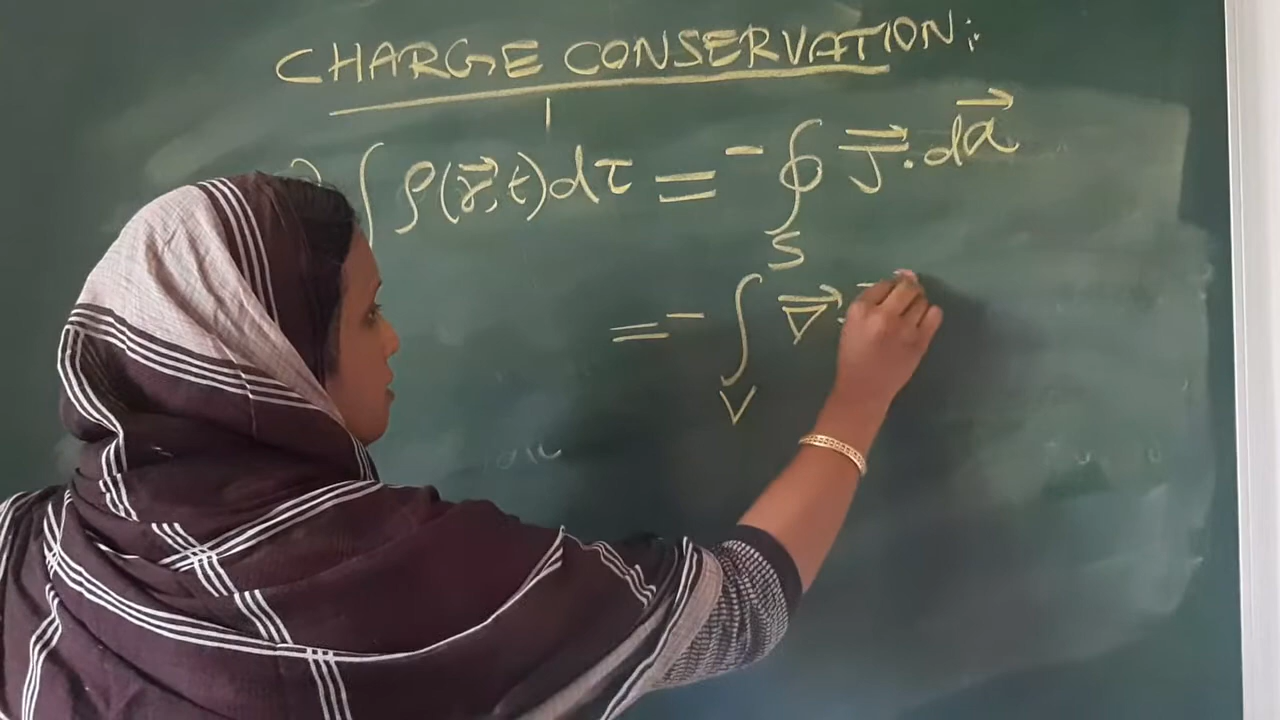 CHARGE CONSERVATION:
∂ ∫ ρ(r⃗,t)dτ = - ∮ J⃗.da⃗
S
= - ∫ ∇⃗.
V